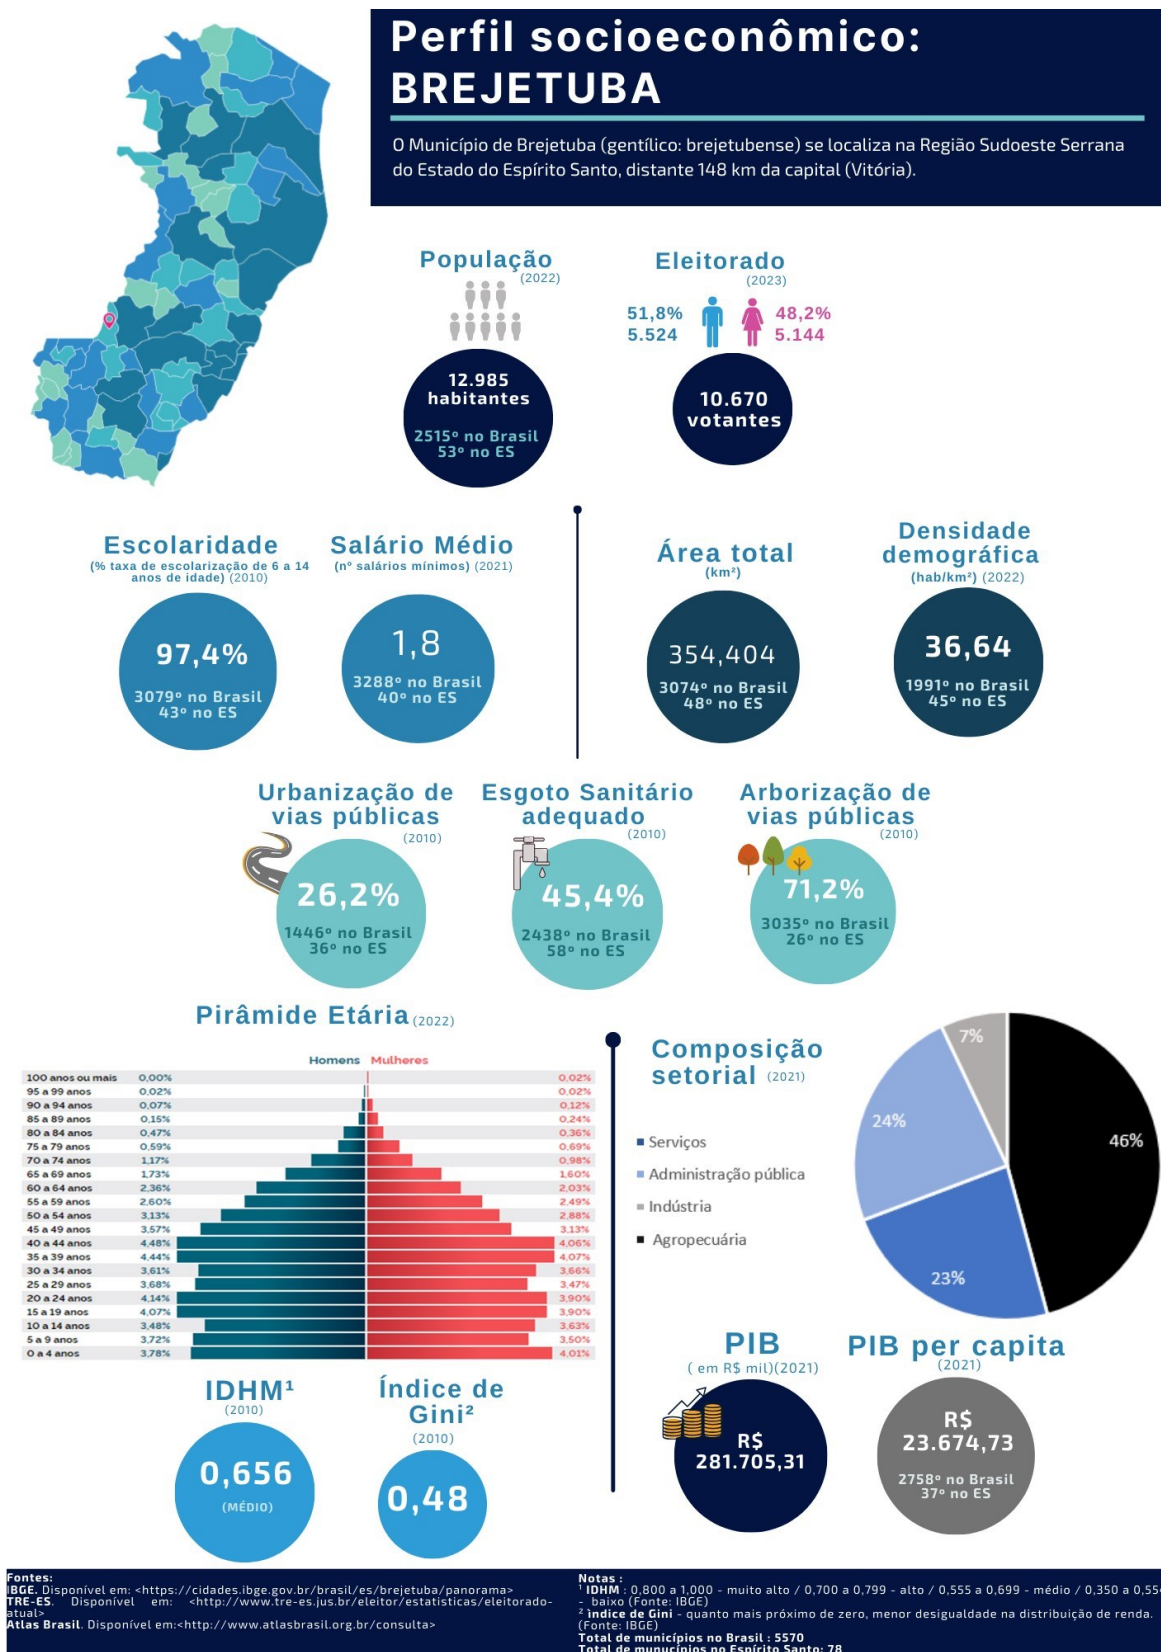 Perfil socioeconômico:
BREJETUBA
O Município de Brejetuba (gentílico: brejetubense) se localiza na Região Sudoeste Serrana
do Estado do Espírito Santo, distante 148 km da capital (Vitória).
População
(2022)
12.985
habitantes
2515º no Brasil
53º no ES
Eleitorado
(2023)
51,8%
5.524
48,2%
5.144
10.670
votantes
Escolaridade
(% taxa de escolarização de 6 a 14
anos de idade) (2010)
97,4%
3079º no Brasil
43º no ES
Salário Médio
(nº salários mínimos) (2021)
1,8
3288º no Brasil
40º no ES
Área total
(km²)
354,404
3074º no Brasil
48º no ES
Densidade
demográfica
(hab/km²) (2022)
36,64
1991º no Brasil
45º no ES
Urbanização de
vias públicas
(2010)
26,2%
1446º no Brasil
36º no ES
Esgoto Sanitário
adequado
(2010)
45,4%
2438º no Brasil
58º no ES
Arborização de
vias públicas
(2010)
71,2%
3035º no Brasil
26º no ES
Pirâmide Etária (2022)
Homens Mulheres
100 anos ou mais 0,00% 0,02%
95 a 99 anos 0,02% 0,02%
90 a 94 anos 0,07% 0,12%
85 a 89 anos 0,15% 0,24%
80 a 84 anos 0,47% 0,36%
75 a 79 anos 0,59% 0,69%
70 a 74 anos 1,17% 0,98%
65 a 69 anos 1,73% 1,60%
60 a 64 anos 2,36% 2,03%
55 a 59 anos 2,60% 2,49%
50 a 54 anos 3,13% 2,88%
45 a 49 anos 3,57% 3,13%
40 a 44 anos 4,48% 4,06%
35 a 39 anos 4,44% 4,07%
30 a 34 anos 3,61% 3,66%
25 a 29 anos 3,68% 3,47%
20 a 24 anos 4,14% 3,90%
15 a 19 anos 4,07% 3,90%
10 a 14 anos 3,48% 3,63%
5 a 9 anos 3,72% 3,50%
0 a 4 anos 3,78% 4,01%
Composição
setorial (2021)
Serviços
Administração pública
Indústria
Agropecuária
7%
24%
46%
23%
IDHM¹
(2010)
0,656
(MÉDIO)
Índice de
Gini²
(2010)
0,48
PIB
( em R$ mil)(2021)
R$
281.705,31
PIB per capita
(2021)
R$
23.674,73
2758º no Brasil
37º no ES
Fontes:
IBGE. Disponível em: <https://cidades.ibge.gov.br/brasil/es/brejetuba/panorama>
TRE-ES. Disponível em: <http://www.tre-es.jus.br/eleitor/estatisticas/eleitorado-
atual>
Atlas Brasil. Disponível em:<http://www.atlasbrasil.org.br/consulta>
Notas :
¹ IDHM : 0,800 a 1,000 - muito alto / 0,700 a 0,799 - alto / 0,555 a 0,699 - médio / 0,350 a 0,554
- baixo (Fonte: IBGE)
² Índice de Gini - quanto mais próximo de zero, menor desigualdade na distribuição de renda.
(Fonte: IBGE)
Total de municípios no Brasil : 5570
Total de munucípios no Espírito Santo: 78